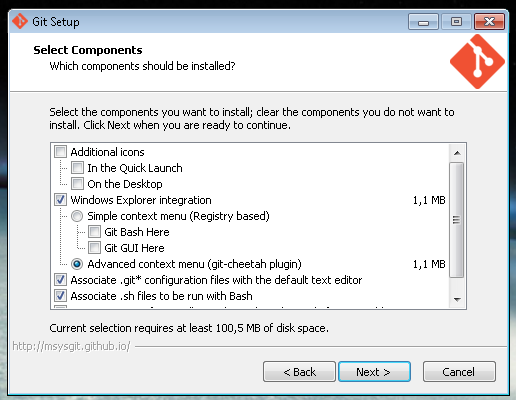 Git Setup
Select Components
Which components should be installed?
Select the components you want to install; clear the components you do not want to
install. Click Next when you are ready to continue.
Additional icons
In the Quick Launch
On the Desktop
Windows Explorer integration 1,1 MB
Simple context menu (Registry based)
Git Bash Here
Git GUI Here
Advanced context menu (git-cheetah plugin) 1,1 MB
Associate .git* configuration files with the default text editor
Associate .sh files to be run with Bash
Current selection requires at least 100,5 MB of disk space.
http://msysgit.github.io/
< Back
Next >
Cancel